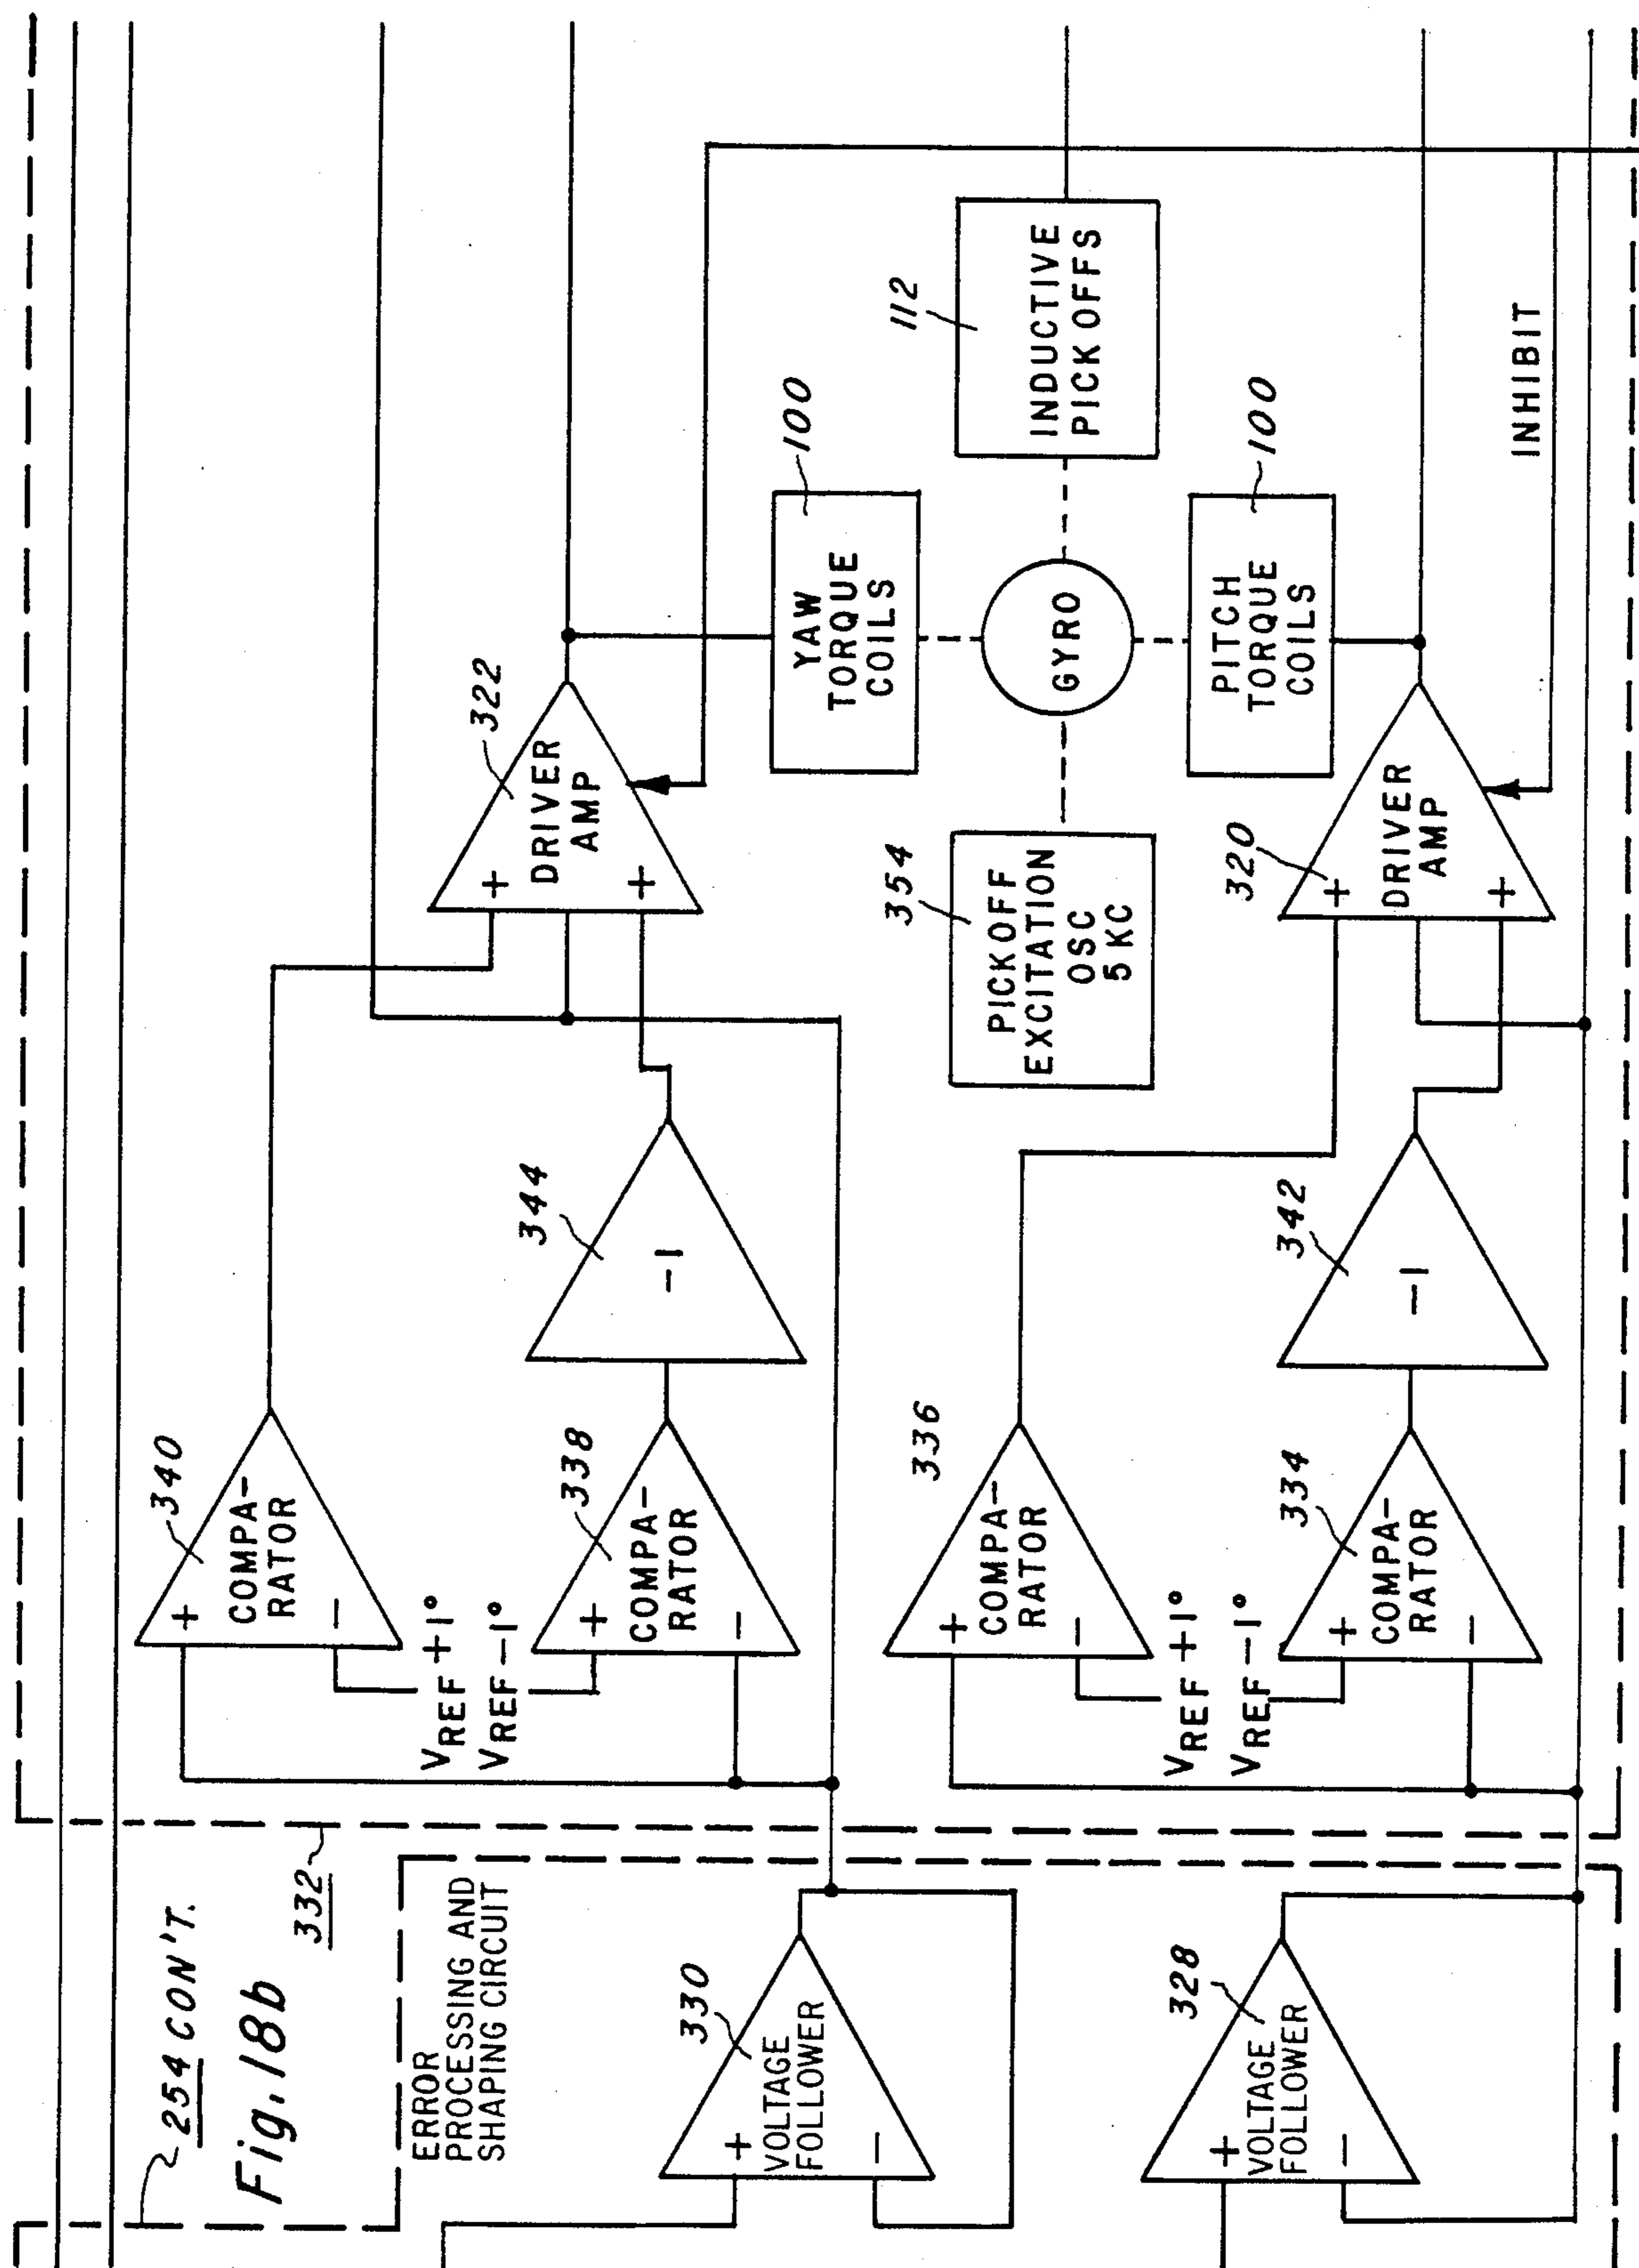 254 CON'T.
Fig. 18b
332
ERROR
PROCESSING AND
SHAPING CIRCUIT
330
+
VOLTAGE
FOLLOWER
−
328
+
VOLTAGE
FOLLOWER
−
340
+
COMPA-
RATOR
−
VREF +1°
VREF −1°
338
+
COMPA-
RATOR
−
344
−1
322
+
DRIVER
AMP
+
336
+
COMPA-
RATOR
−
VREF +1°
VREF −1°
334
+
COMPA-
RATOR
−
342
−1
320
+
DRIVER
AMP
+
354
PICKOFF
EXCITATION
OSC
5 KC
YAW
TORQUE
COILS
100
GYRO
112
INDUCTIVE
PICK OFFS
PITCH
TORQUE
COILS
100
INHIBIT